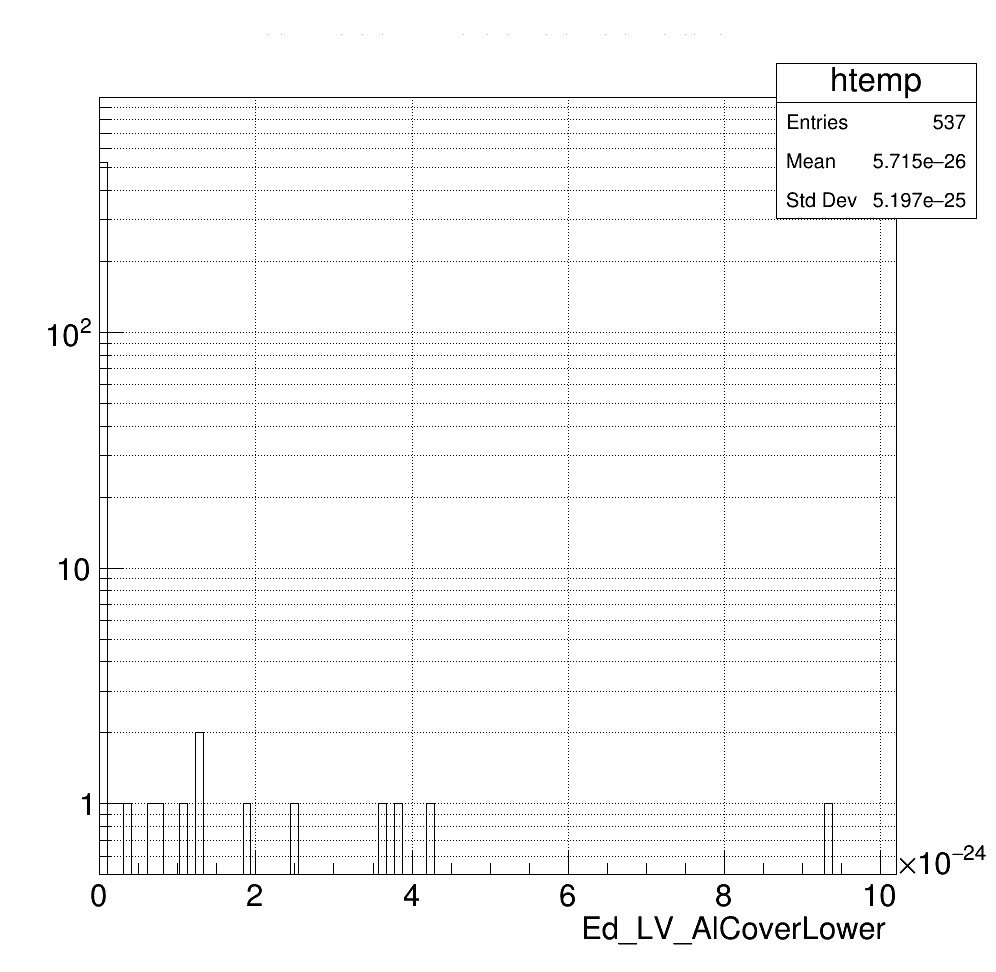 htemp
Entries 537
Mean 5.715e−26
Std Dev 5.197e−25
10²
10
1
0 2 4 6 8 10
×10⁻²⁴
Ed_LV_AlCoverLower